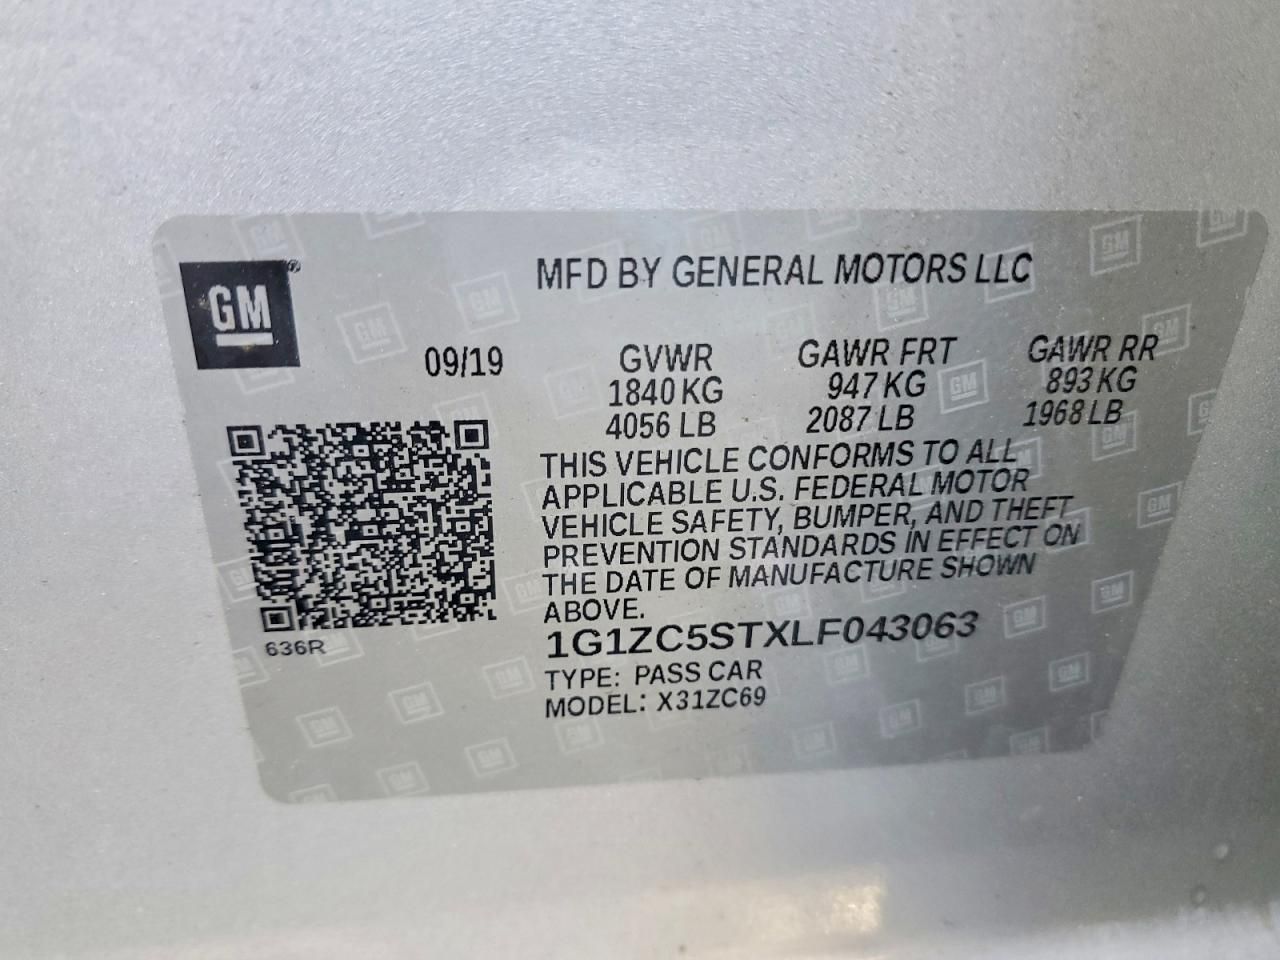 GM
MFD BY GENERAL MOTORS LLC
09/19
GVWR GAWR FRT GAWR RR
1840 KG 947 KG 893 KG
4056 LB 2087 LB 1968 LB
THIS VEHICLE CONFORMS TO ALL
APPLICABLE U.S. FEDERAL MOTOR
VEHICLE SAFETY, BUMPER, AND THEFT
PREVENTION STANDARDS IN EFFECT ON
THE DATE OF MANUFACTURE SHOWN
ABOVE.
636R
1G1ZC5STXLF043063
TYPE: PASS CAR
MODEL: X31ZC69